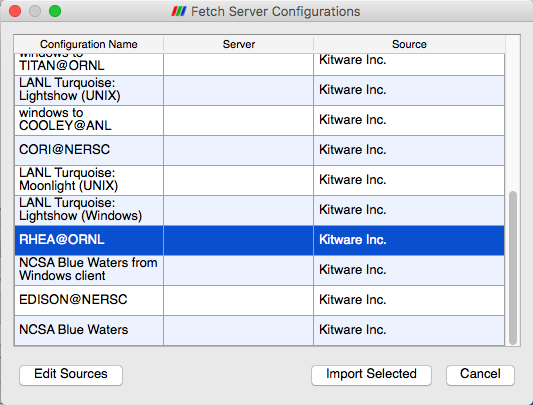 Fetch Server Configurations
Configuration Name Server Source
windows to
TITAN@ORNL Kitware Inc.
LANL Turquoise:
Lightshow (UNIX) Kitware Inc.
windows to
COOLEY@ANL Kitware Inc.
CORI@NERSC Kitware Inc.
LANL Turquoise:
Moonlight (UNIX) Kitware Inc.
LANL Turquoise:
Lightshow (Windows) Kitware Inc.
RHEA@ORNL Kitware Inc.
NCSA Blue Waters from
Windows client Kitware Inc.
EDISON@NERSC Kitware Inc.
NCSA Blue Waters Kitware Inc.
Edit Sources Import Selected Cancel